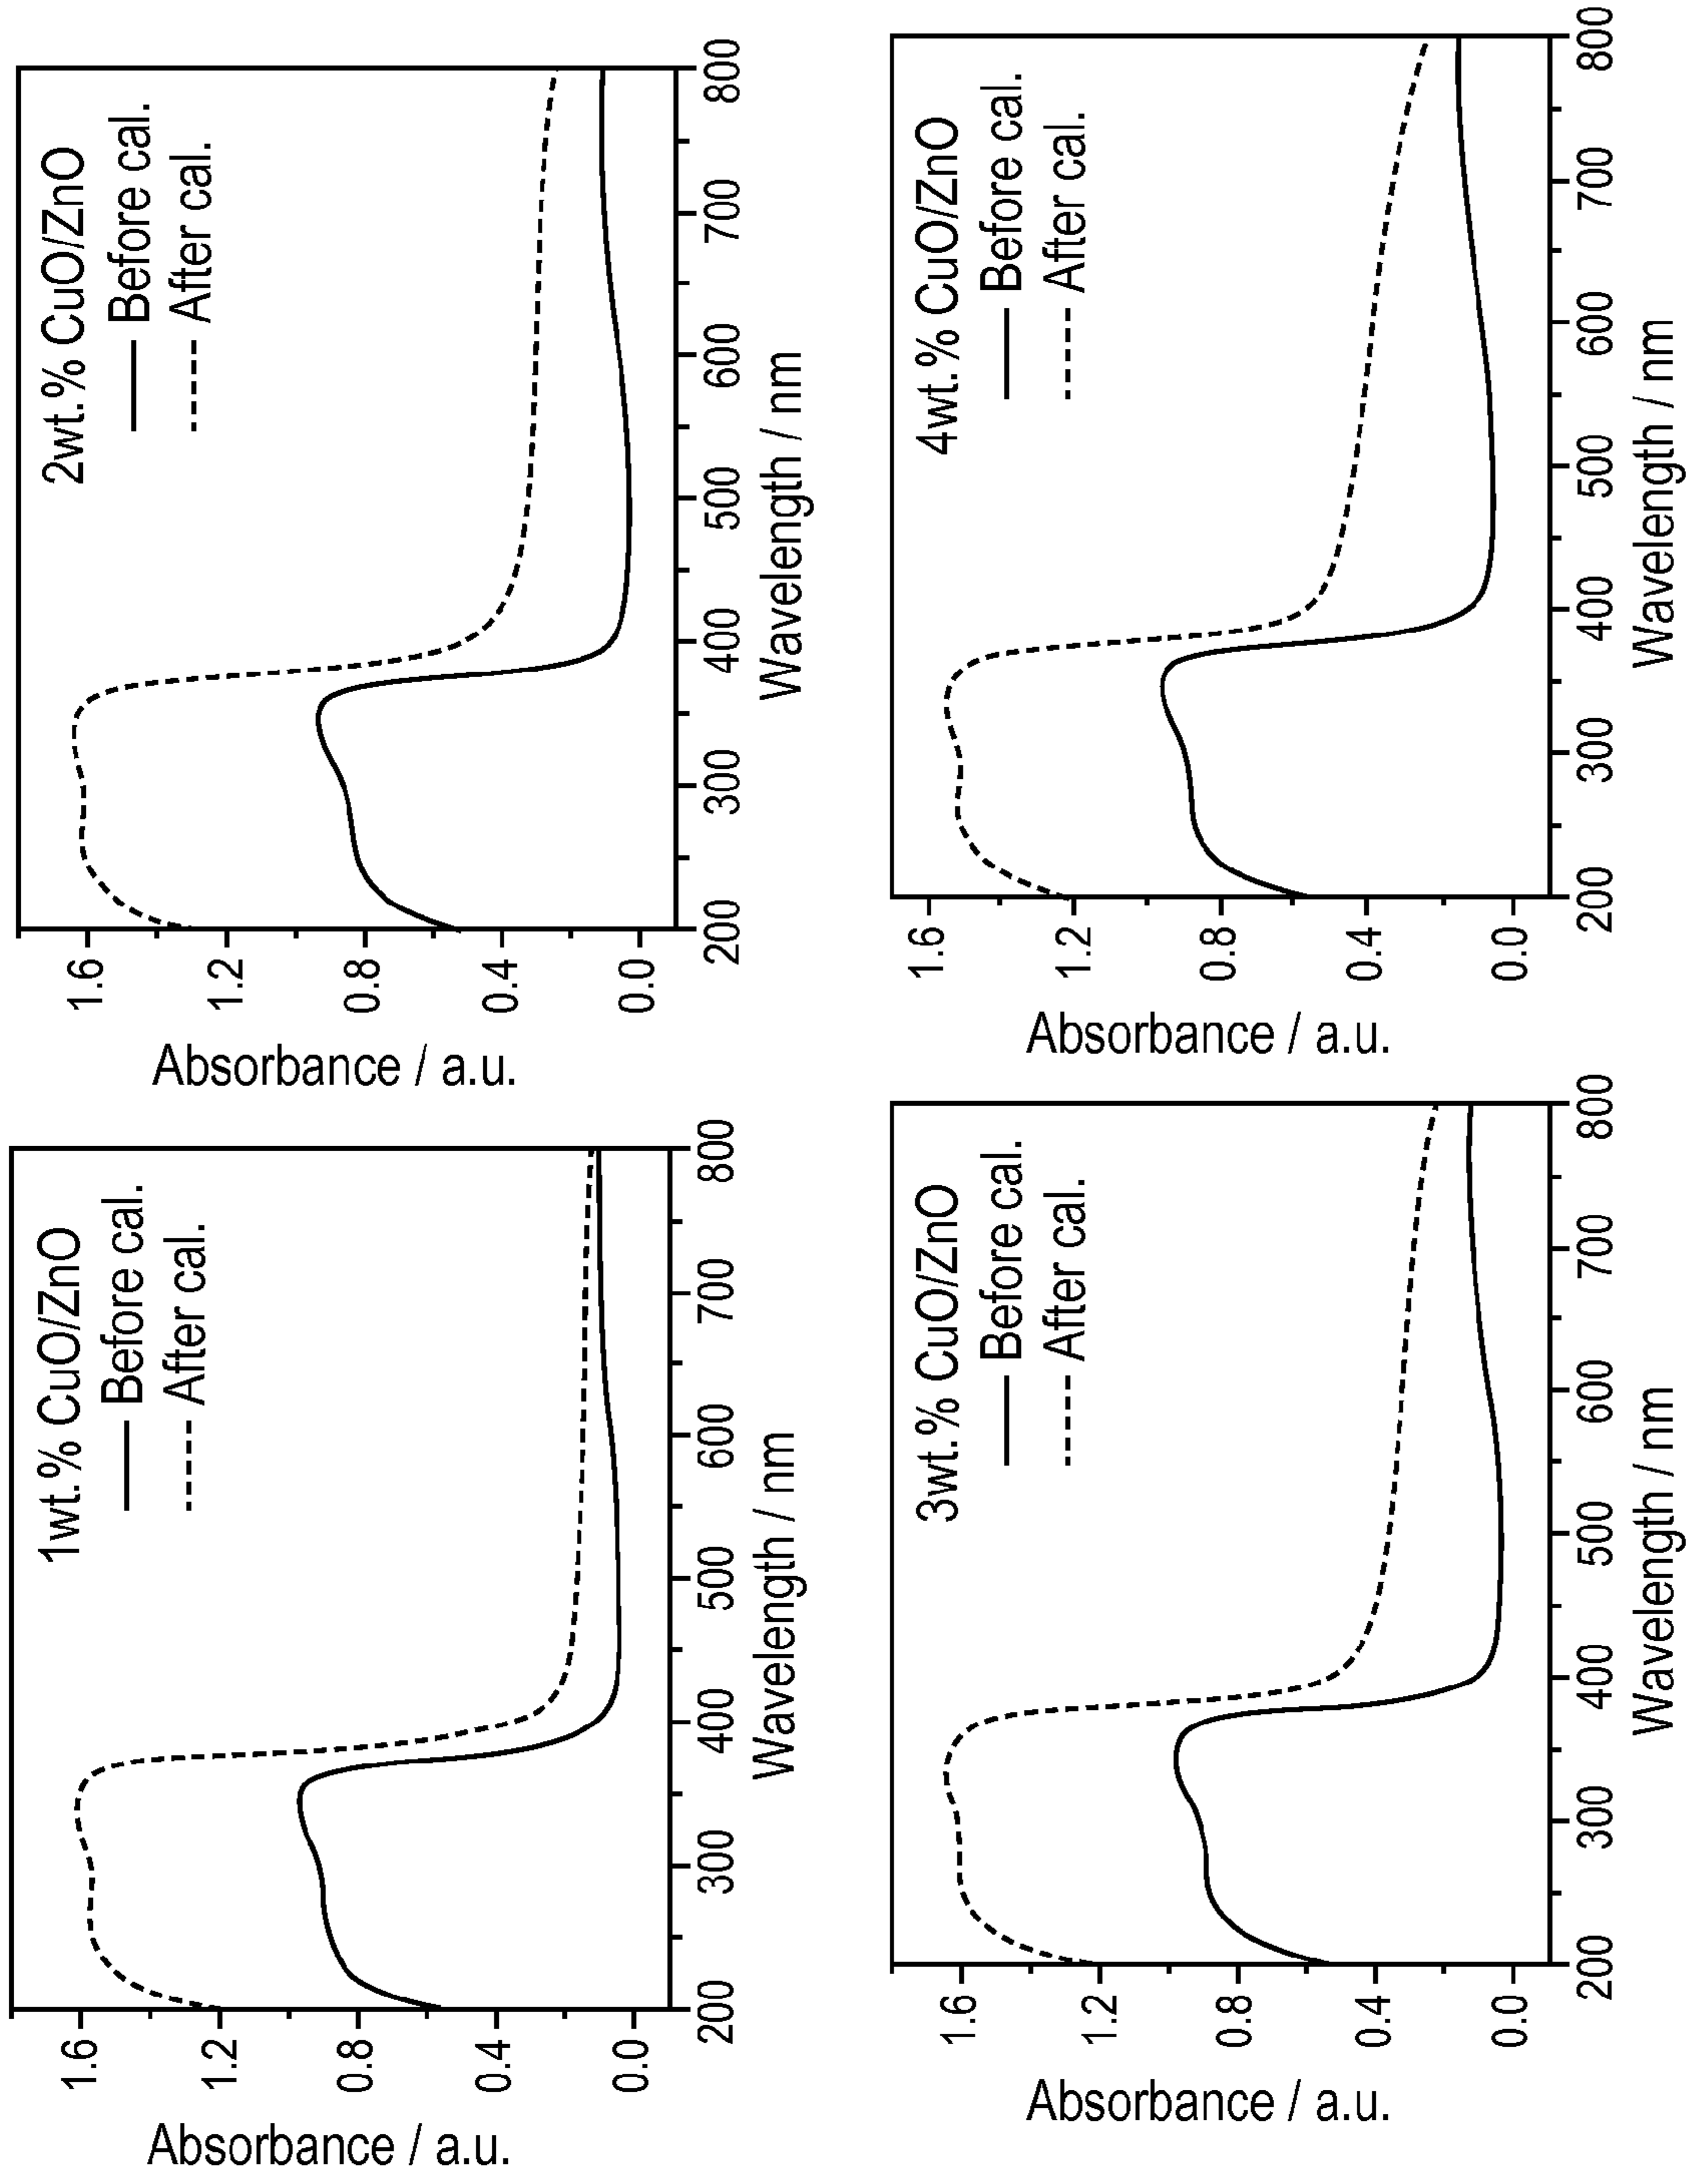 1wt.% CuO/ZnO
Before cal.
After cal.
Absorbance / a.u.
1.6
1.2
0.8
0.4
0.0
200 300 400 500 600 700 800
Wavelength / nm
2wt.% CuO/ZnO
Before cal.
After cal.
Absorbance / a.u.
1.6
1.2
0.8
0.4
0.0
200 300 400 500 600 700 800
Wavelength / nm
3wt.% CuO/ZnO
Before cal.
After cal.
Absorbance / a.u.
1.6
1.2
0.8
0.4
0.0
200 300 400 500 600 700 800
Wavelength / nm
4wt.% CuO/ZnO
Before cal.
After cal.
Absorbance / a.u.
1.6
1.2
0.8
0.4
0.0
200 300 400 500 600 700 800
Wavelength / nm